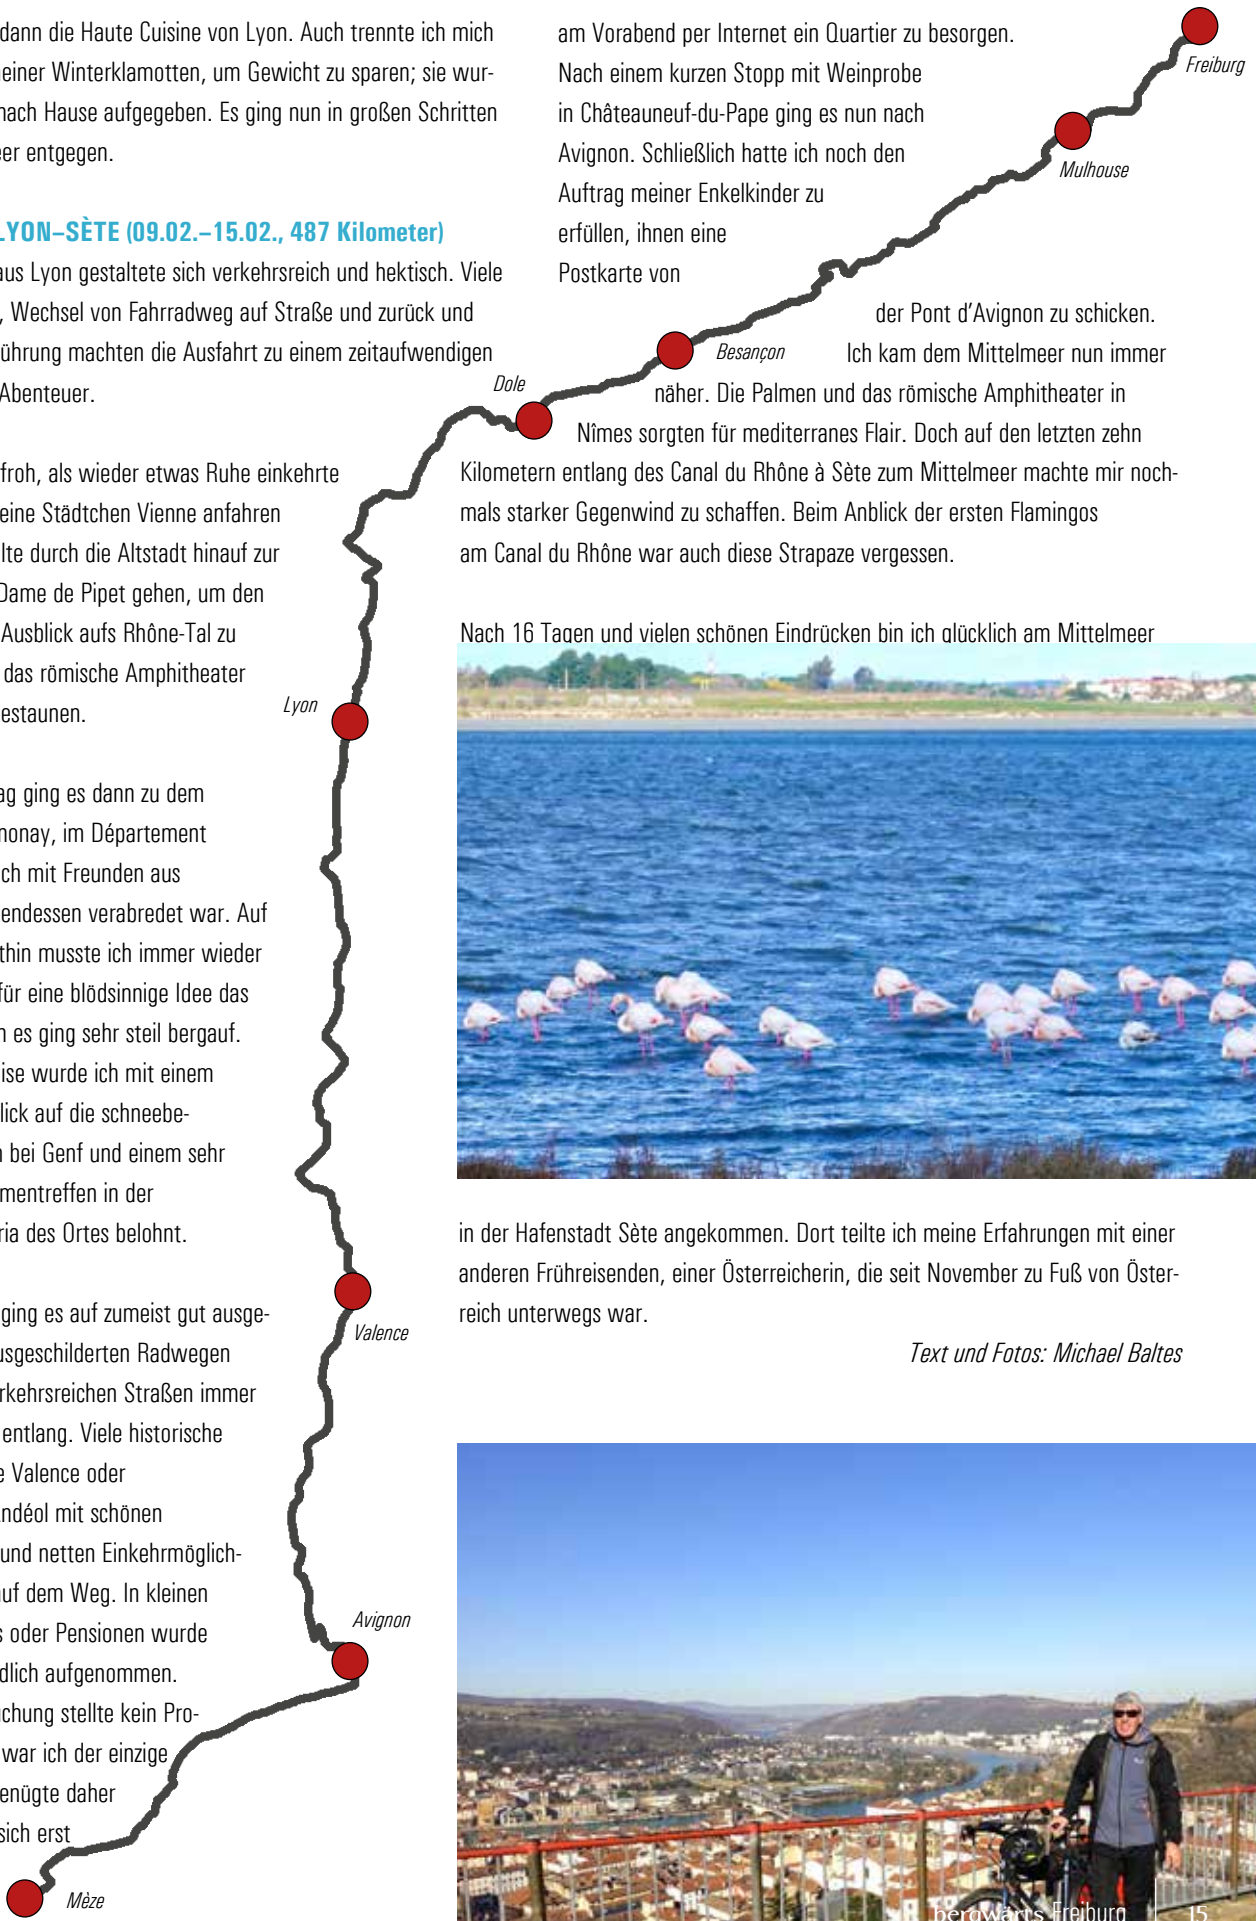 dann die Haute Cuisine von Lyon. Auch trennte ich mich
einer Winterklamotten, um Gewicht zu sparen; sie wur-
nach Hause aufgegeben. Es ging nun in großen Schritten
er entgegen.
LYON–SÈTE (09.02.–15.02., 487 Kilometer)
aus Lyon gestaltete sich verkehrsreich und hektisch. Viele
, Wechsel von Fahrradweg auf Straße und zurück und
ührung machten die Ausfahrt zu einem zeitaufwendigen
Abenteuer.
froh, als wieder etwas Ruhe einkehrte
eine Städtchen Vienne anfahren
lte durch die Altstadt hinauf zur
Dame de Pipet gehen, um den
Ausblick aufs Rhône-Tal zu
das römische Amphitheater
estaunen.
ag ging es dann zu dem
nonay, im Département
ch mit Freunden aus
endessen verabredet war. Auf
thin musste ich immer wieder
für eine blödsinnige Idee das
n es ging sehr steil bergauf.
ise wurde ich mit einem
lick auf die schneebe-
n bei Genf und einem sehr
mentreffen in der
ria des Ortes belohnt.
ging es auf zumeist gut ausge-
usgeschilderten Radwegen
rkehrsreichen Straßen immer
entlang. Viele historische
e Valence oder
ndéol mit schönen
und netten Einkehrmöglich-
uf dem Weg. In kleinen
s oder Pensionen wurde
dlich aufgenommen.
chung stellte kein Pro-
war ich der einzige
enügte daher
sich erst
am Vorabend per Internet ein Quartier zu besorgen.
Nach einem kurzen Stopp mit Weinprobe
in Châteauneuf-du-Pape ging es nun nach
Avignon. Schließlich hatte ich noch den
Auftrag meiner Enkelkinder zu
erfüllen, ihnen eine
Postkarte von
der Pont d'Avignon zu schicken.
Ich kam dem Mittelmeer nun immer
näher. Die Palmen und das römische Amphitheater in
Nîmes sorgten für mediterranes Flair. Doch auf den letzten zehn
Kilometern entlang des Canal du Rhône à Sète zum Mittelmeer machte mir noch-
mals starker Gegenwind zu schaffen. Beim Anblick der ersten Flamingos
am Canal du Rhône war auch diese Strapaze vergessen.
Nach 16 Tagen und vielen schönen Eindrücken bin ich glücklich am Mittelmeer
in der Hafenstadt Sète angekommen. Dort teilte ich meine Erfahrungen mit einer
anderen Frühreisenden, einer Österreicherin, die seit November zu Fuß von Öster-
reich unterwegs war.
Text und Fotos: Michael Baltes
Freiburg
Mulhouse
Besançon
Dole
Lyon
Valence
Avignon
Mèze
bergwärts Freiburg 15